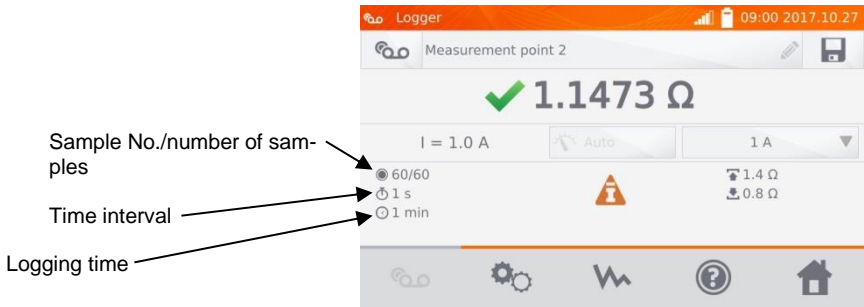 Logger
09:00 2017.10.27
Measurement point 2
1.1473 Ω
I = 1.0 A
Auto
1 A
Sample No./number of sam-
ples
60/60
1.4 Ω
1 s
0.8 Ω
Time interval
1 min
Logging time